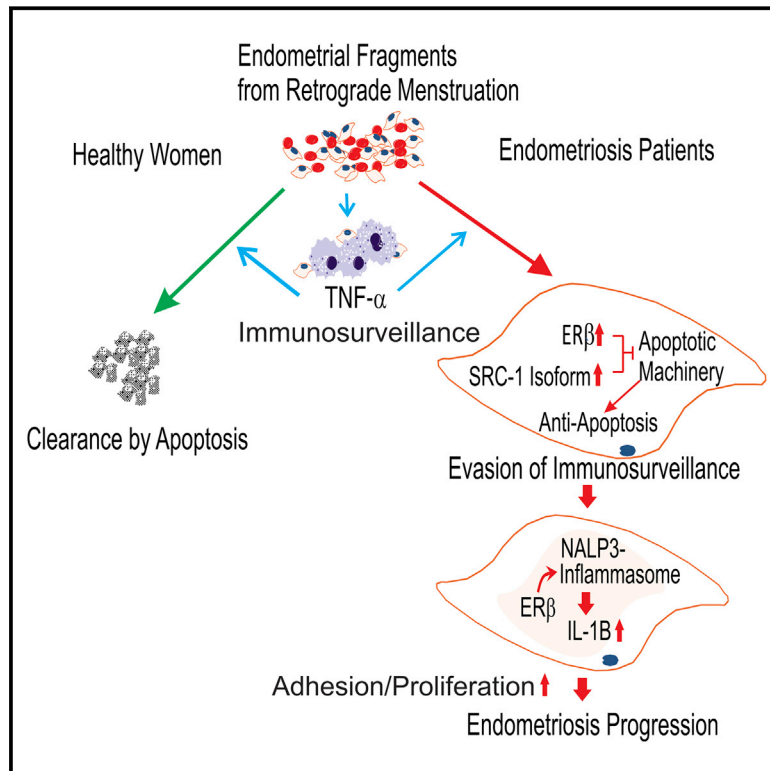 Endometrial Fragments
from Retrograde Menstruation
Healthy Women
Endometriosis Patients
TNF-α
Immunosurveillance
Clearance by Apoptosis
ERβ
SRC-1 Isoform
Apoptotic
Machinery
Anti-Apoptosis
Evasion of Immunosurveillance
NALP3-
Inflammasome
ERβ
IL-1B
Adhesion/Proliferation
Endometriosis Progression